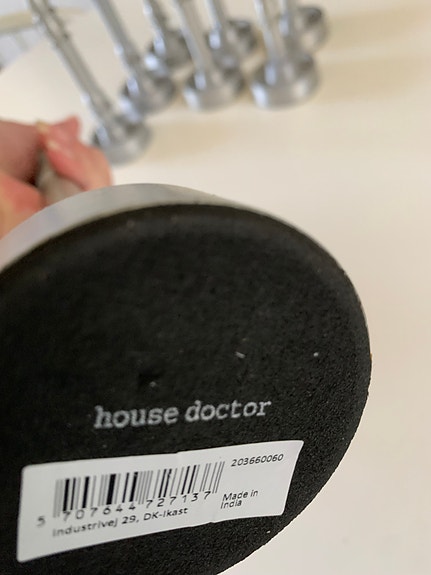 house doctor
203660060
5 707644 727137
Made in
India
Industrivej 29, DK-Ikast